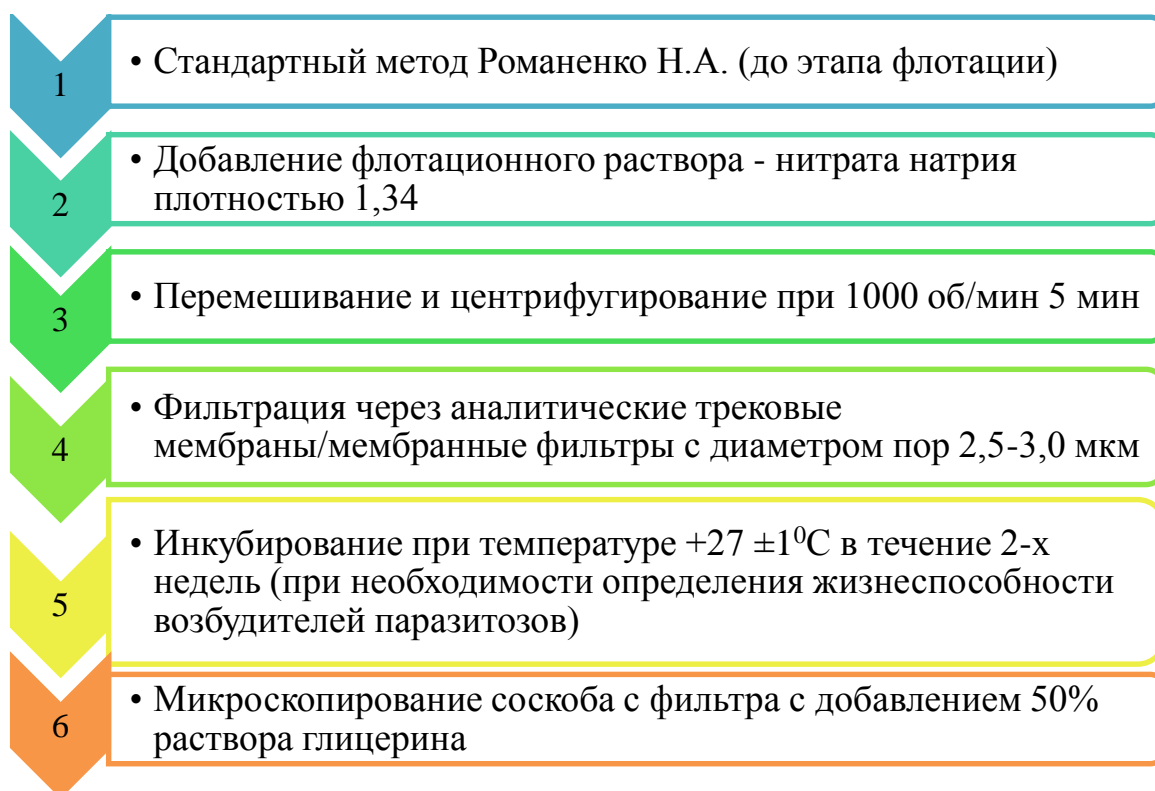 1
• Стандартный метод Романенко Н.А. (до этапа флотации)
2
• Добавление флотационного раствора - нитрата натрия
плотностью 1,34
3
• Перемешивание и центрифугирование при 1000 об/мин 5 мин
4
• Фильтрация через аналитические трековые
мембраны/мембранные фильтры с диаметром пор 2,5-3,0 мкм
5
• Инкубирование при температуре +27 ±1⁰С в течение 2-х
недель (при необходимости определения жизнеспособности
возбудителей паразитозов)
6
• Микроскопирование соскоба с фильтра с добавлением 50%
раствора глицерина